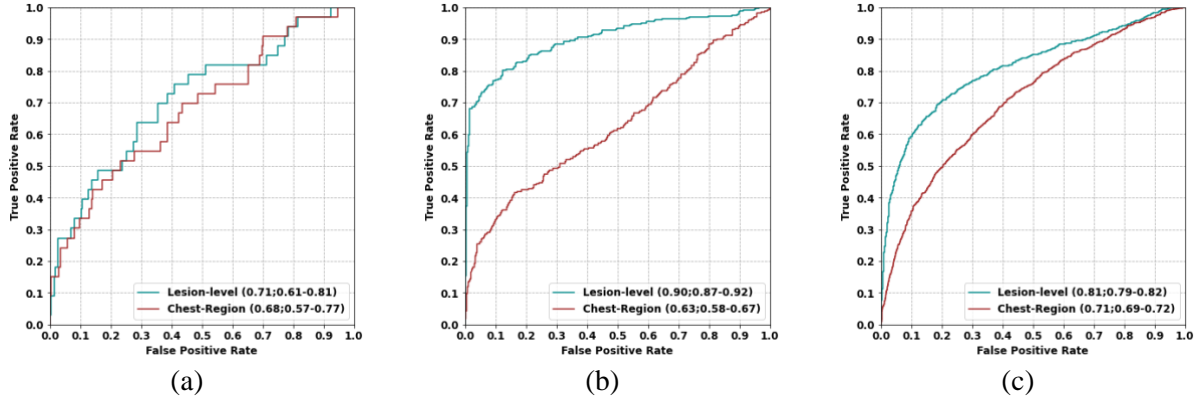 1.0
0.9
0.8
0.7
0.6
0.5
0.4
0.3
0.2
0.1
0.0
True Positive Rate
Lesion-level (0.71;0.61-0.81)
Chest-Region (0.68;0.57-0.77)
0.0 0.1 0.2 0.3 0.4 0.5 0.6 0.7 0.8 0.9 1.0
False Positive Rate
(a)
1.0
0.9
0.8
0.7
0.6
0.5
0.4
0.3
0.2
0.1
0.0
True Positive Rate
Lesion-level (0.90;0.87-0.92)
Chest-Region (0.63;0.58-0.67)
0.0 0.1 0.2 0.3 0.4 0.5 0.6 0.7 0.8 0.9 1.0
False Positive Rate
(b)
1.0
0.9
0.8
0.7
0.6
0.5
0.4
0.3
0.2
0.1
0.0
True Positive Rate
Lesion-level (0.81;0.79-0.82)
Chest-Region (0.71;0.69-0.72)
0.0 0.1 0.2 0.3 0.4 0.5 0.6 0.7 0.8 0.9 1.0
False Positive Rate
(c)